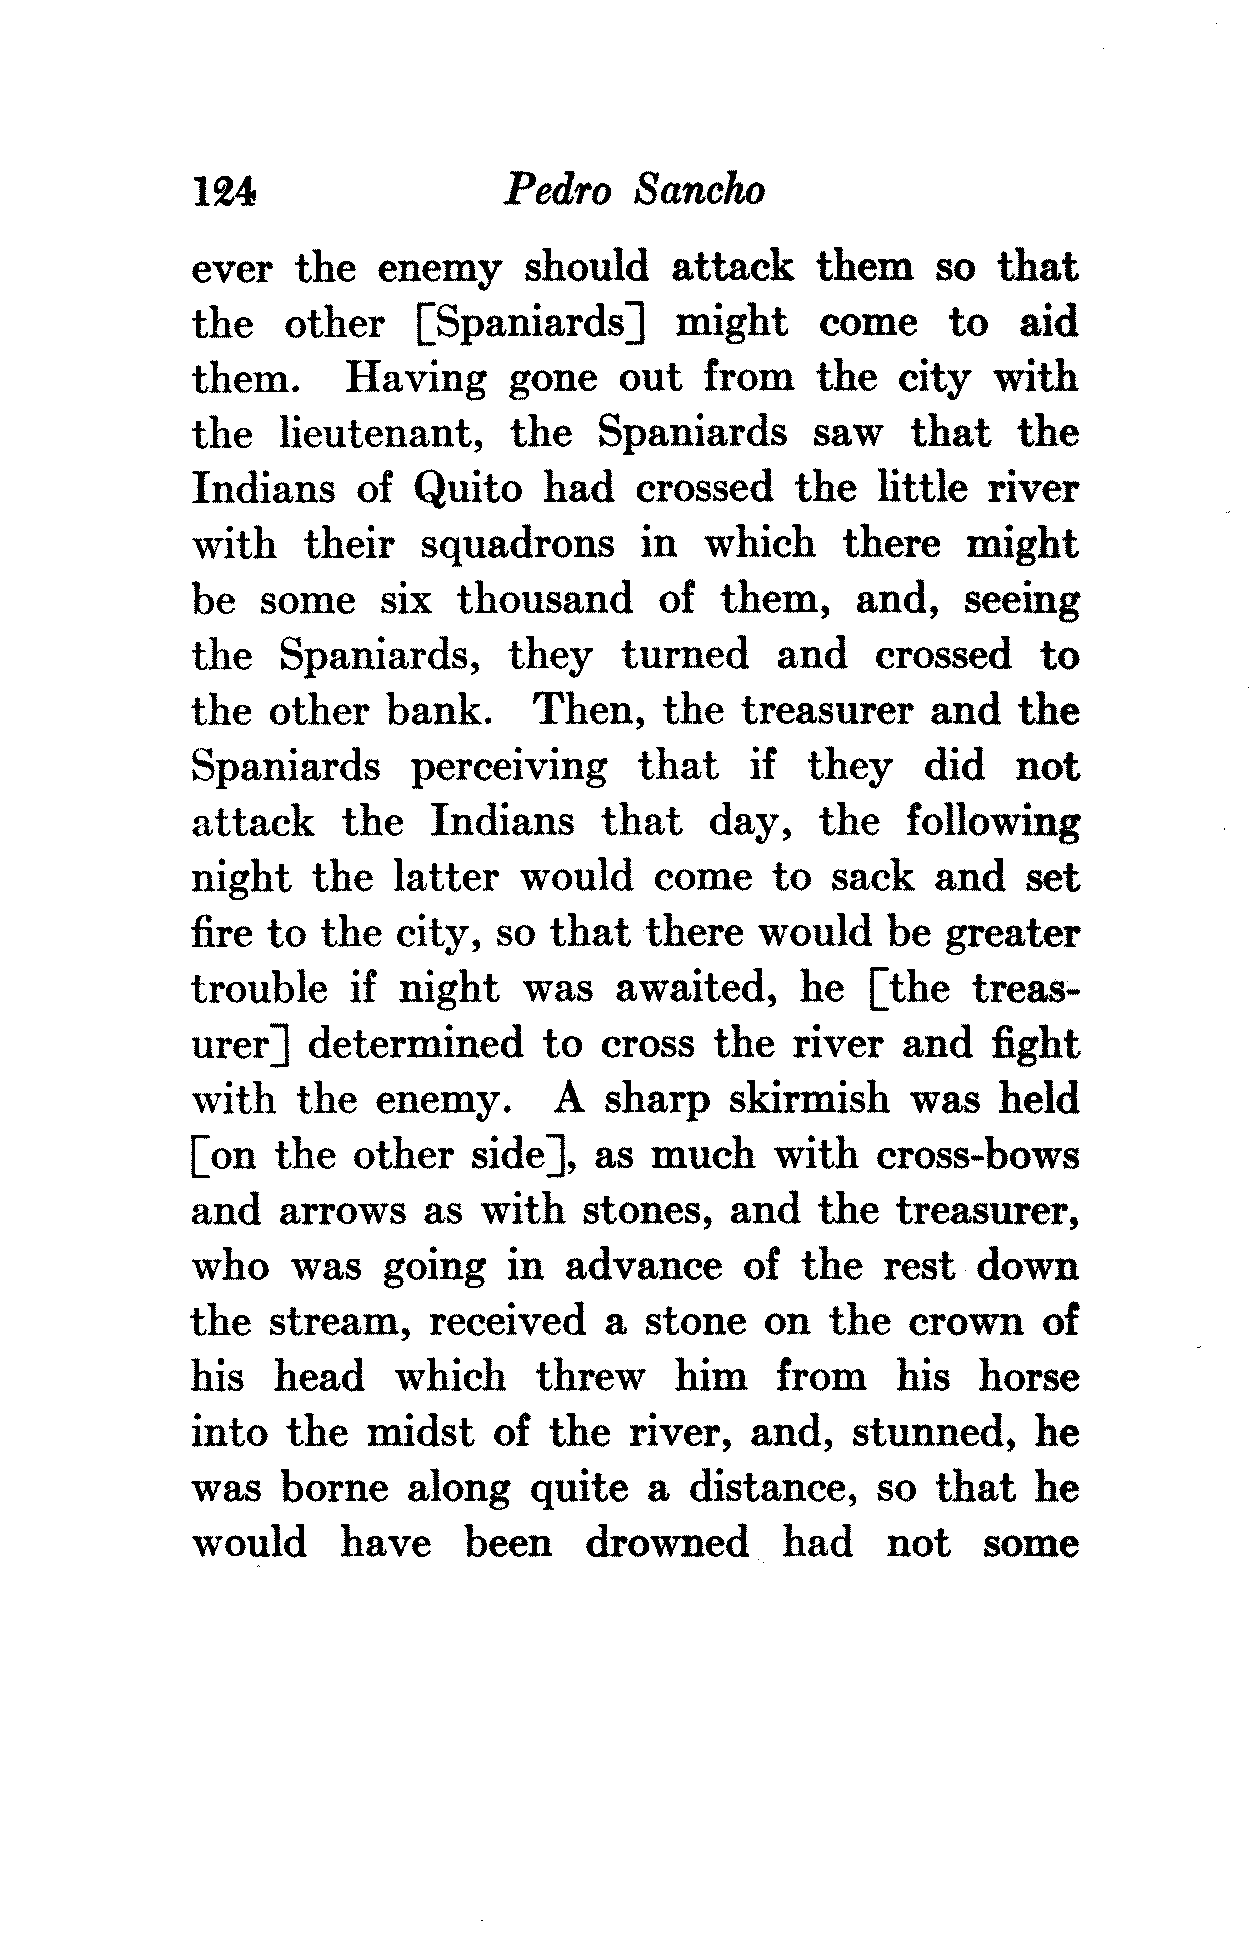 124 Pedro Sancho
ever the enemy should attack them so that
the other [Spaniards] might come to aid
them. Having gone out from the city with
the lieutenant, the Spaniards saw that the
Indians of Quito had crossed the little river
with their squadrons in which there might
be some six thousand of them, and, seeing
the Spaniards, they turned and crossed to
the other bank. Then, the treasurer and the
Spaniards perceiving that if they did not
attack the Indians that day, the following
night the latter would come to sack and set
fire to the city, so that there would be greater
trouble if night was awaited, he [the treas-
urer] determined to cross the river and fight
with the enemy. A sharp skirmish was held
[on the other side], as much with cross-bows
and arrows as with stones, and the treasurer,
who was going in advance of the rest down
the stream, received a stone on the crown of
his head which threw him from his horse
into the midst of the river, and, stunned, he
was borne along quite a distance, so that he
would have been drowned had not some